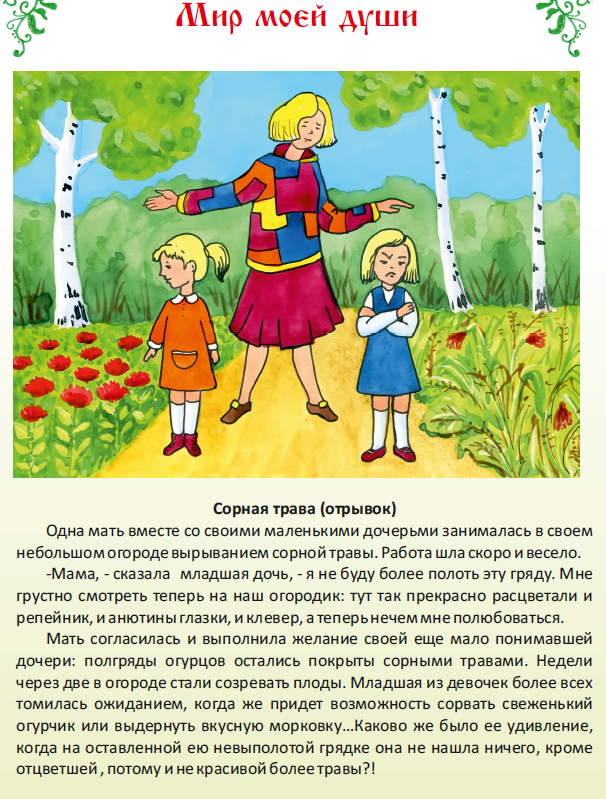 Мир моей души
Сорная трава (отрывок)
Одна мать вместе со своими маленькими дочерьми занималась в своем
небольшом огороде вырыванием сорной травы. Работа шла скоро и весело.
-Мама, - сказала младшая дочь, - я не буду более полоть эту гряду. Мне
грустно смотреть теперь на наш огородик: тут так прекрасно расцветали и
репейник, и анютины глазки, и клевер, а теперь нечем мне полюбоваться.
Мать согласилась и выполнила желание своей еще мало понимавшей
дочери: полгряды огурцов остались покрыты сорными травами. Недели
через две в огороде стали созревать плоды. Младшая из девочек более всех
томилась ожиданием, когда же придет возможность сорвать свеженький
огурчик или выдернуть вкусную морковку...Каково же было ее удивление,
когда на оставленной ею невыполотой грядке она не нашла ничего, кроме
отцветшей , потому и не красивой более травы?!